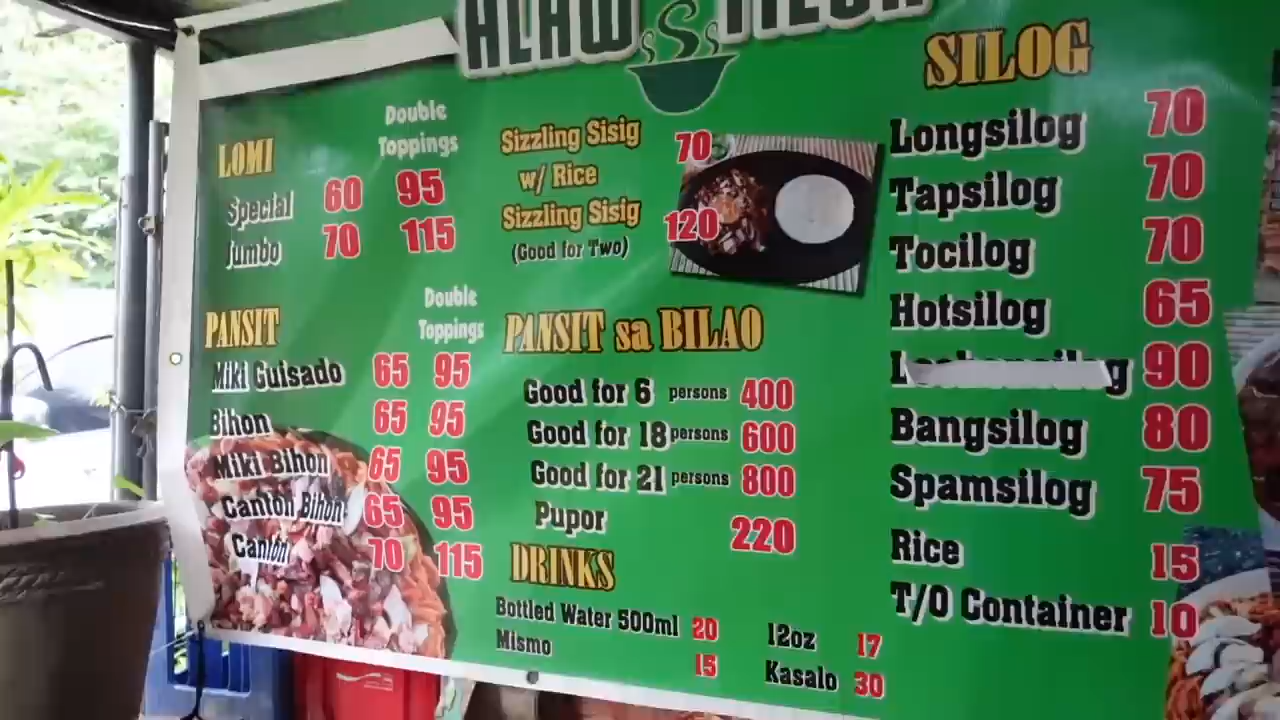 ALAW
Double
Toppings
LOMI
Special 60 95
Jumbo 70 115
Double
Toppings
PANSIT
Miki Guisado 65 95
Bihon 65 95
Miki Bihon 65 95
Canton Bihon 65 95
Canton 70 115
Sizzling Sisig 70
w/ Rice
Sizzling Sisig 120
(Good for Two)
PANSIT sa BILAO
Good for 6 persons 400
Good for 18 persons 600
Good for 21 persons 800
Pupor 220
DRINKS
Bottled Water 500ml 20
Mismo 15
12oz 17
Kasalo 30
SILOG
Longsilog 70
Tapsilog 70
Tocilog 70
Hotsilog 65
90
Bangsilog 80
Spamsilog 75
Rice 15
T/O Container 10